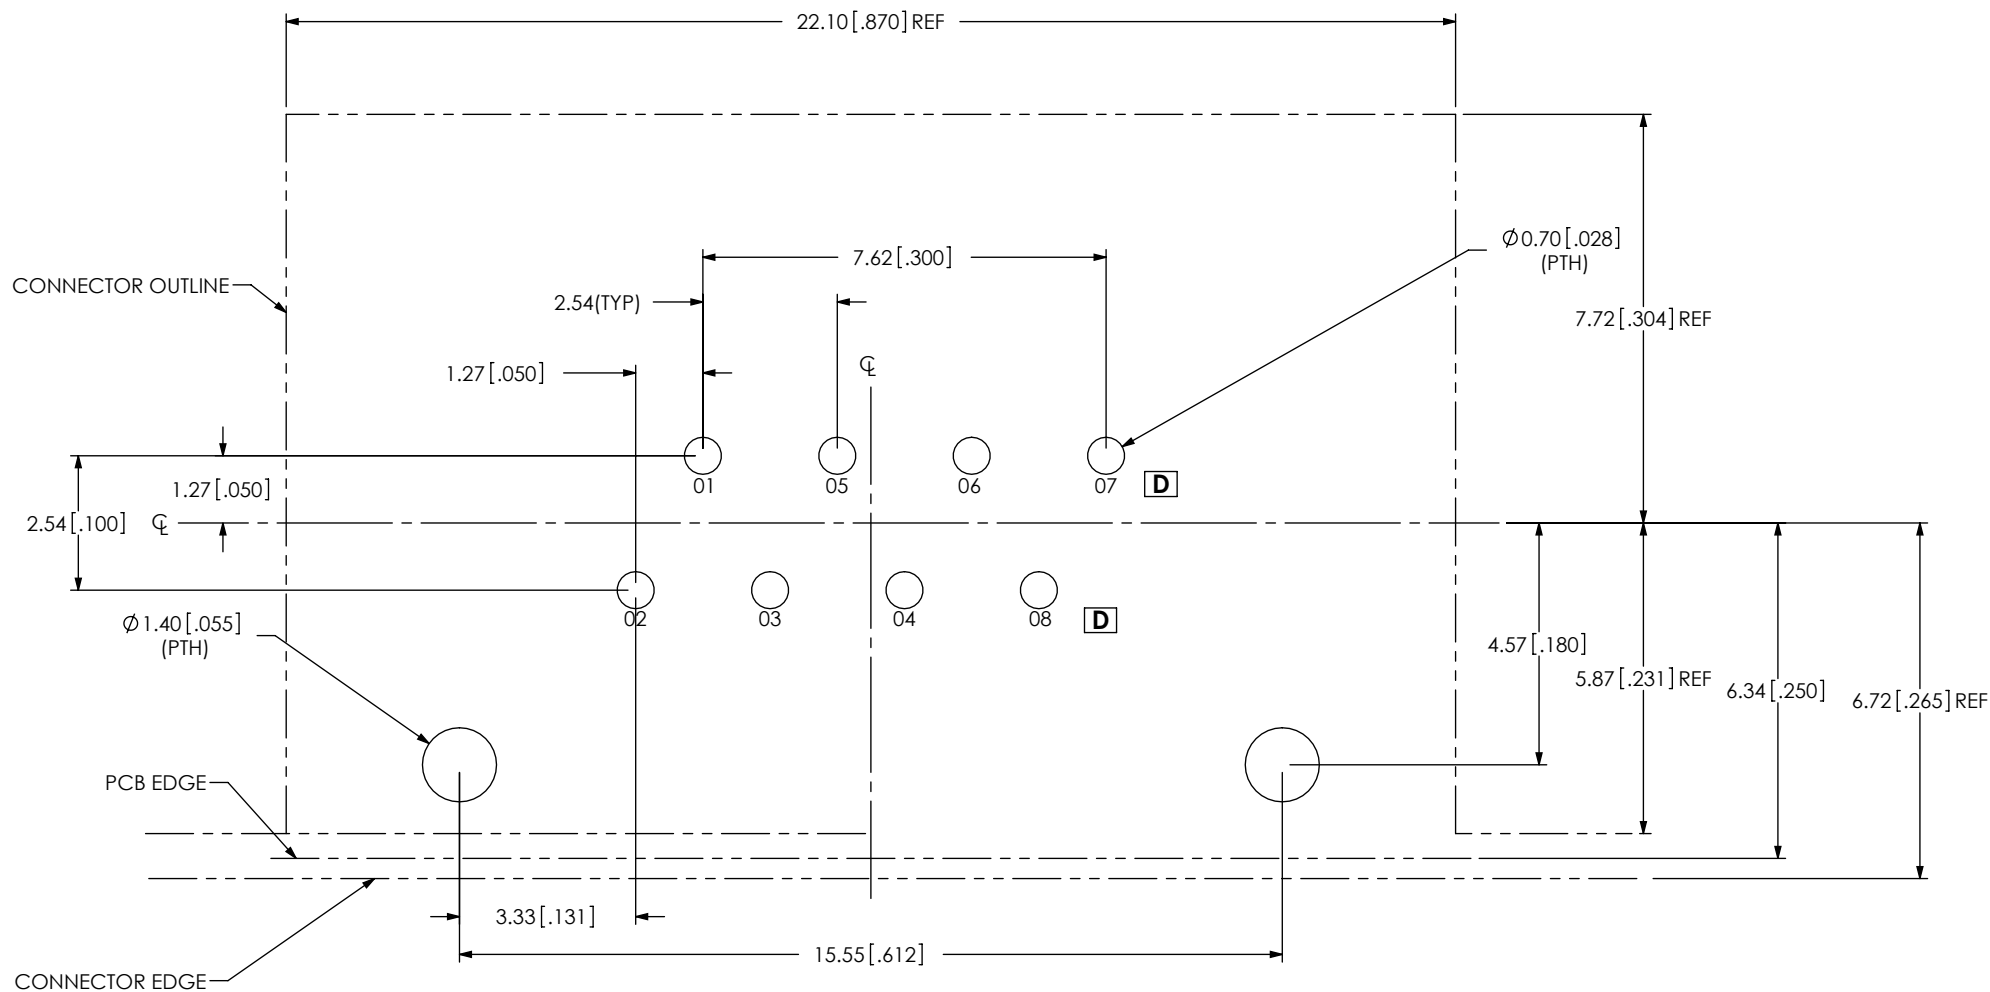 22.10[.870] REF
Ø0.70[.028]
(PTH)
7.62[.300]
CONNECTOR OUTLINE
2.54(TYP)
7.72[.304] REF
℄
1.27[.050]
01
05
06
07
D
1.27[.050]
2.54[.100]
℄
02
03
04
08
D
Ø1.40[.055]
(PTH)
4.57[.180]
5.87[.231] REF
6.34[.250]
6.72[.265] REF
PCB EDGE
3.33[.131]
15.55[.612]
CONNECTOR EDGE